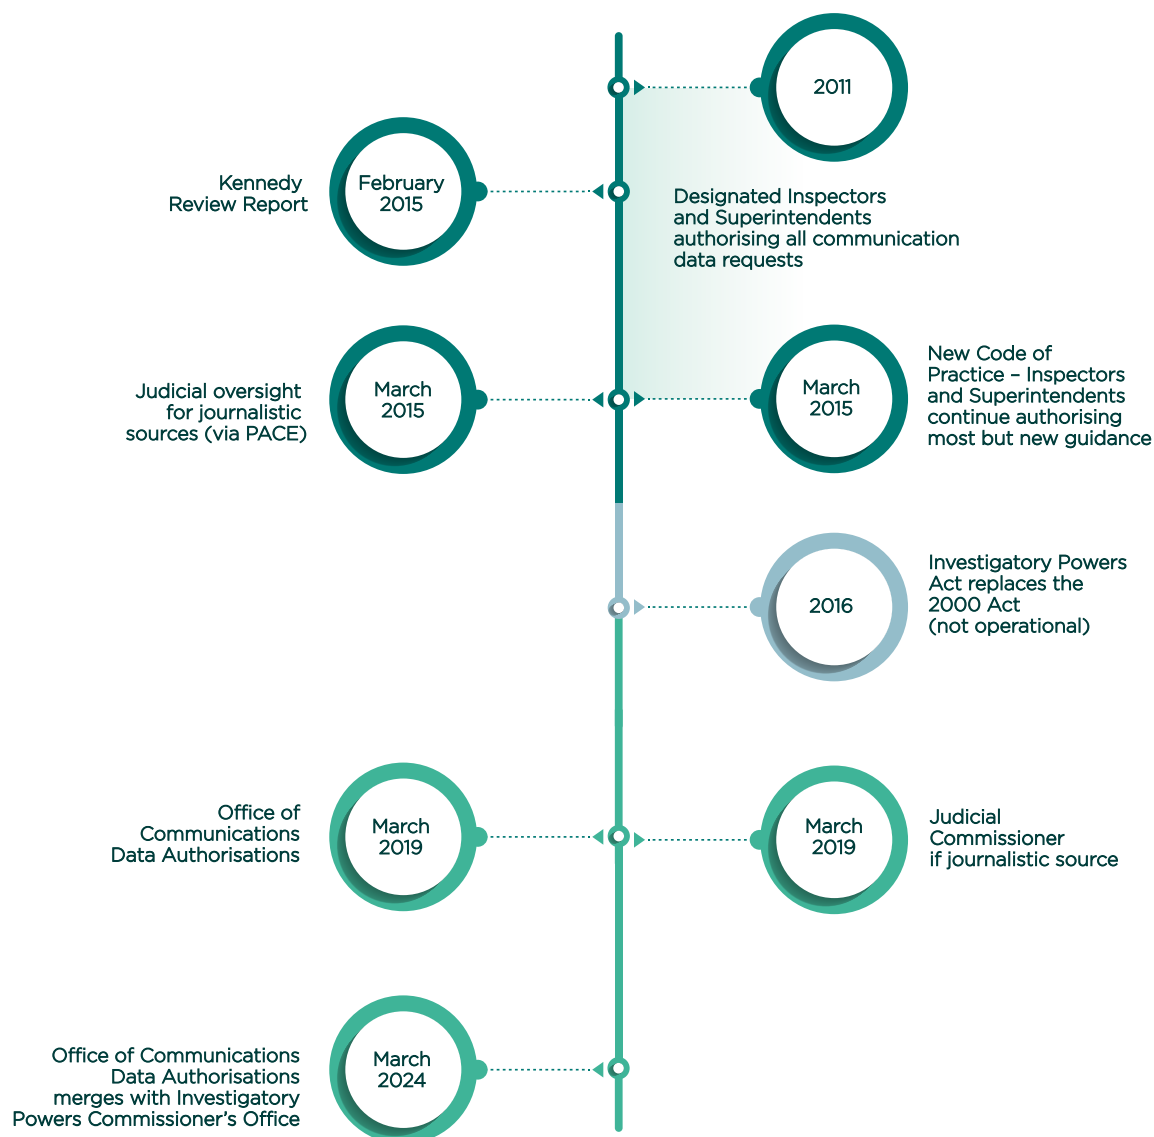 2011
Designated Inspectors
and Superintendents
authorising all communication
data requests
Kennedy
Review Report
February
2015
Judicial oversight
for journalistic
sources (via PACE)
March
2015
March
2015
New Code of
Practice – Inspectors
and Superintendents
continue authorising
most but new guidance
2016
Investigatory Powers
Act replaces the
2000 Act
(not operational)
Office of
Communications
Data Authorisations
March
2019
March
2019
Judicial
Commissioner
if journalistic source
Office of Communications
Data Authorisations
merges with Investigatory
Powers Commissioner’s Office
March
2024